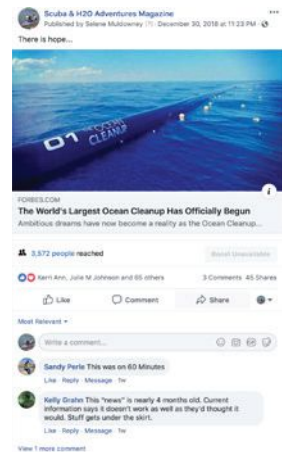 Scuba & H2O Adventures Magazine
Published by Selene Muldowney · December 30, 2018 at 11:23 PM ·
There is hope...
01 THE OCEAN
CLEANUP
FORBES.COM
The World's Largest Ocean Cleanup Has Officially Begun
Ambitious dreams have now become a reality as the Ocean Cleanup...
3,572 people reached
Boost Unavailable
Kerri Ann, Julie M Johnson and 65 others
3 Comments 45 Shares
Like Comment Share
Most Relevant
Write a comment...
GIF
Sandy Perle This was on 60 Minutes
Like · Reply · Message · 1w
Kelly Grahn This "news" is nearly 4 months old. Current
information says it doesn't work as well as they'd thought it
would. Stuff gets under the skirt.
Like · Reply · Message · 1w
View 1 more comment